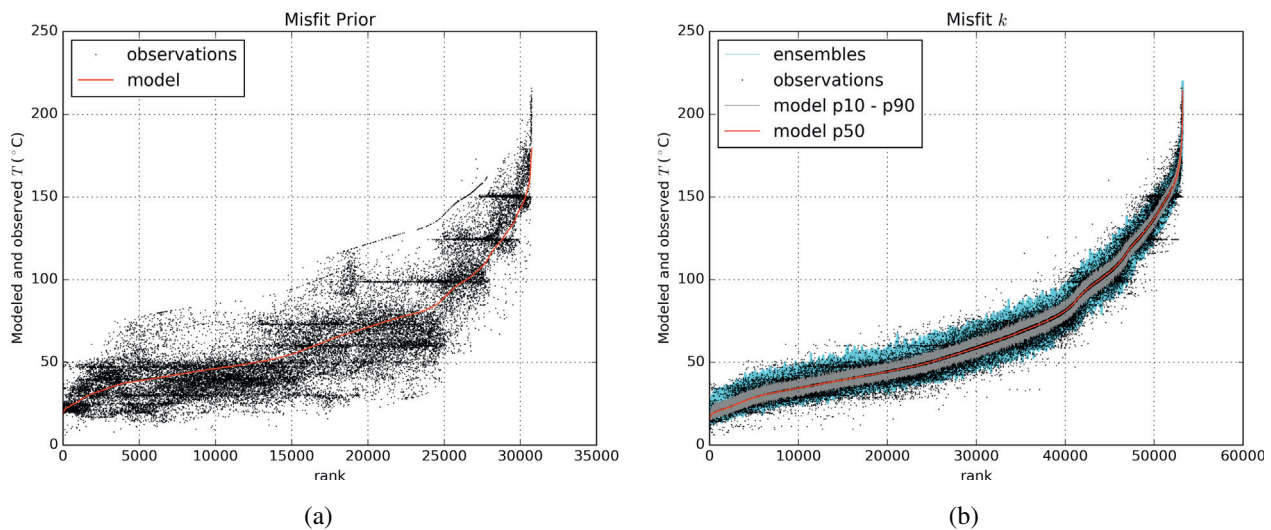 Misfit Prior
250
200
150
100
50
0
Modeled and observed T (°C)
observations
model
0 5000 10000 15000 20000 25000 30000 35000
rank
(a)
Misfit k
250
200
150
100
50
0
Modeled and observed T (°C)
ensembles
observations
model p10 - p90
model p50
0 10000 20000 30000 40000 50000 60000
rank
(b)